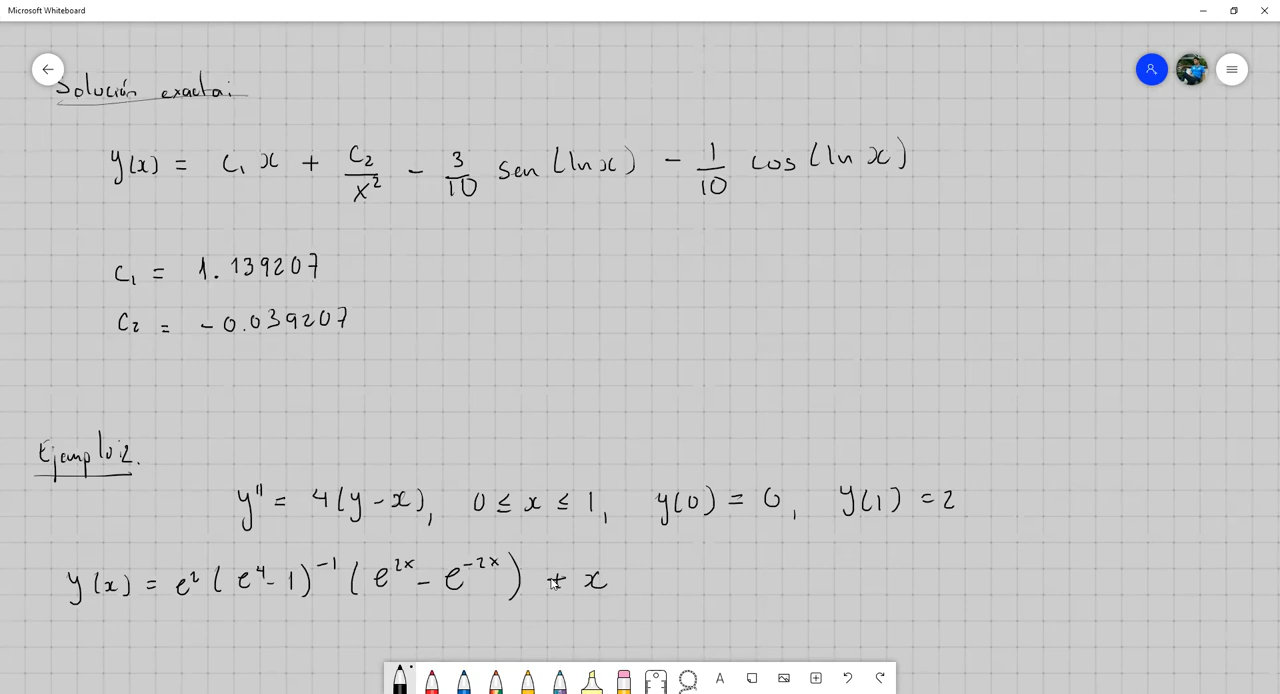 Microsoft Whiteboard
Solución exacta:
y(x) = c₁ x + c₂/x² - 3/10 sen (ln x) - 1/10 cos (ln x)
c₁ = 1.139207
c₂ = -0.039207
Ejemplo 2.
y'' = 4(y-x), 0 ≤ x ≤ 1, y(0) = 0, y(1) = 2
y(x) = e² (e⁴-1)⁻¹ (e²ˣ - e⁻²ˣ) + x
A